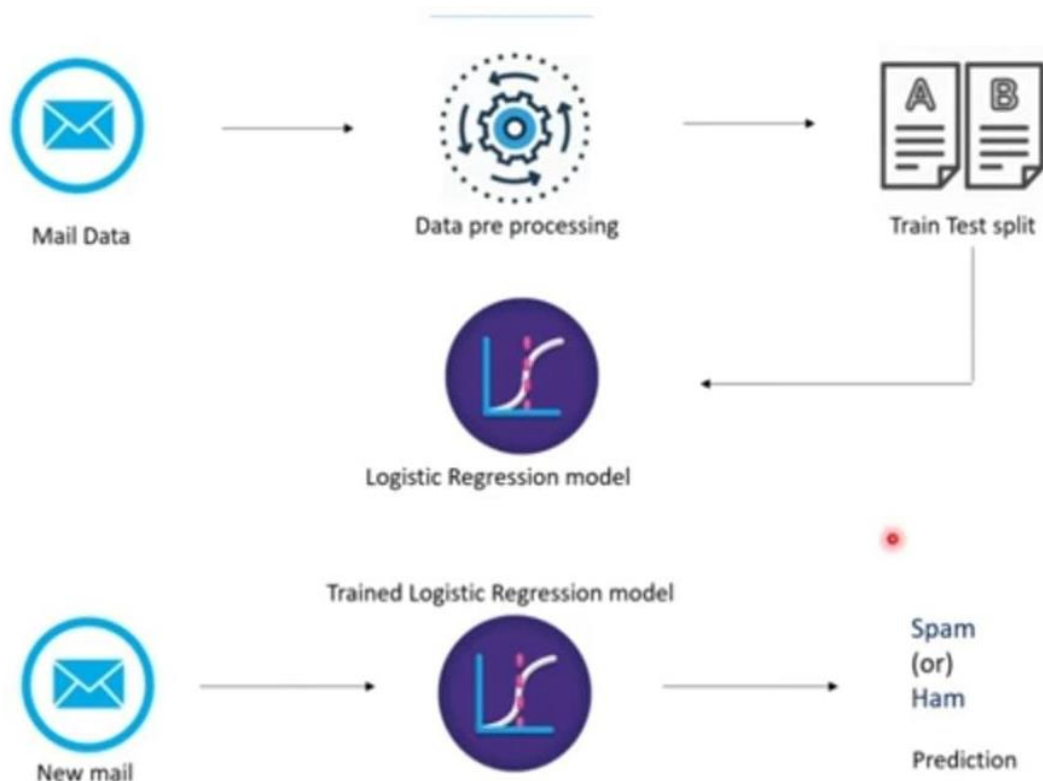 A B
Mail Data
Data pre processing
Train Test split
Logistic Regression model
Trained Logistic Regression model
Spam
(or)
Ham
New mail
Prediction